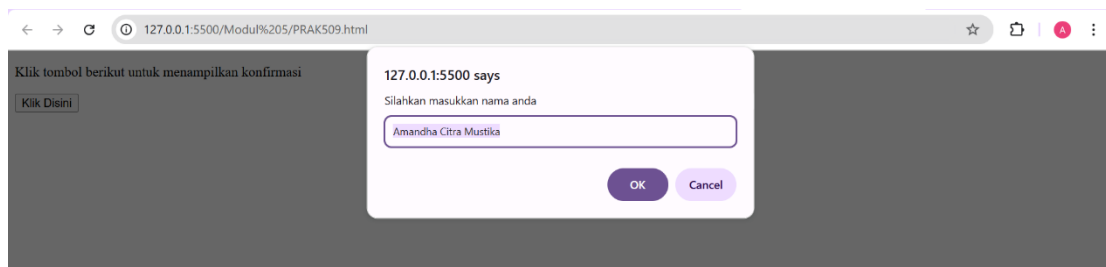 127.0.0.1:5500/Modul%205/PRAK509.html
A
Klik tombol berikut untuk menampilkan konfirmasi
Klik Disini
127.0.0.1:5500 says
Silahkan masukkan nama anda
Amandha Citra Mustika
OK
Cancel